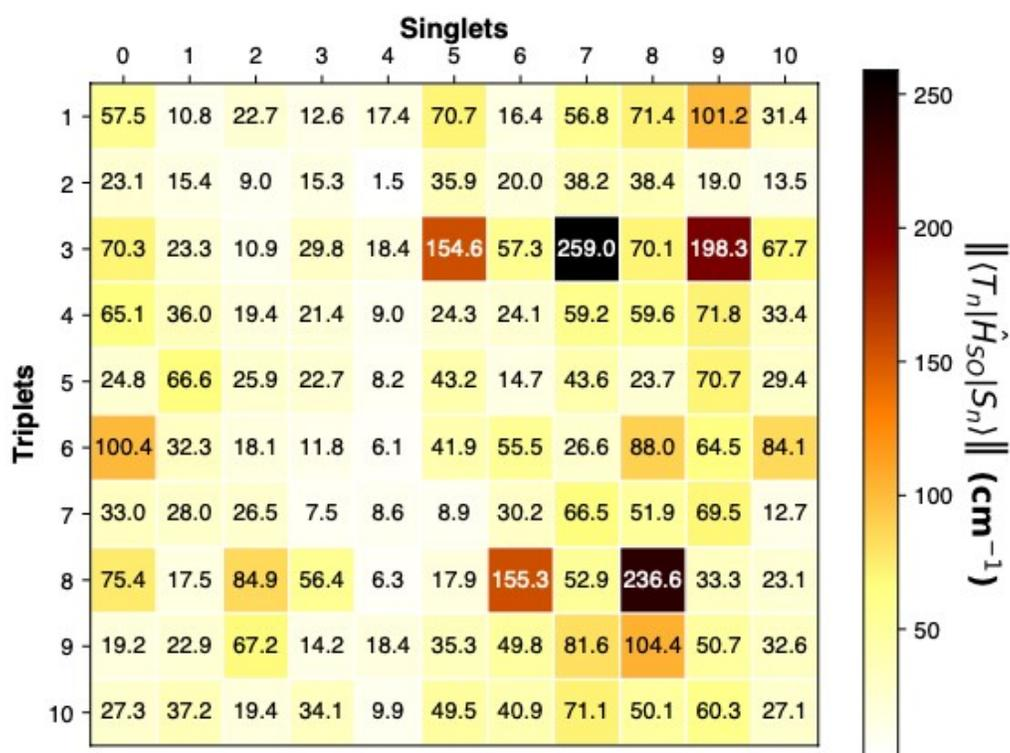 Singlets
0 1 2 3 4 5 6 7 8 9 10
1 57.5 10.8 22.7 12.6 17.4 70.7 16.4 56.8 71.4 101.2 31.4
2 23.1 15.4 9.0 15.3 1.5 35.9 20.0 38.2 38.4 19.0 13.5
3 70.3 23.3 10.9 29.8 18.4 154.6 57.3 259.0 70.1 198.3 67.7
4 65.1 36.0 19.4 21.4 9.0 24.3 24.1 59.2 59.6 71.8 33.4
5 24.8 66.6 25.9 22.7 8.2 43.2 14.7 43.6 23.7 70.7 29.4
6 100.4 32.3 18.1 11.8 6.1 41.9 55.5 26.6 88.0 64.5 84.1
7 33.0 28.0 26.5 7.5 8.6 8.9 30.2 66.5 51.9 69.5 12.7
8 75.4 17.5 84.9 56.4 6.3 17.9 155.3 52.9 236.6 33.3 23.1
9 19.2 22.9 67.2 14.2 18.4 35.3 49.8 81.6 104.4 50.7 32.6
10 27.3 37.2 19.4 34.1 9.9 49.5 40.9 71.1 50.1 60.3 27.1
Triplets
250
200
150
100
50
‖⟨Tₙ|Ĥ_SO|Sₙ⟩‖ (cm⁻¹)